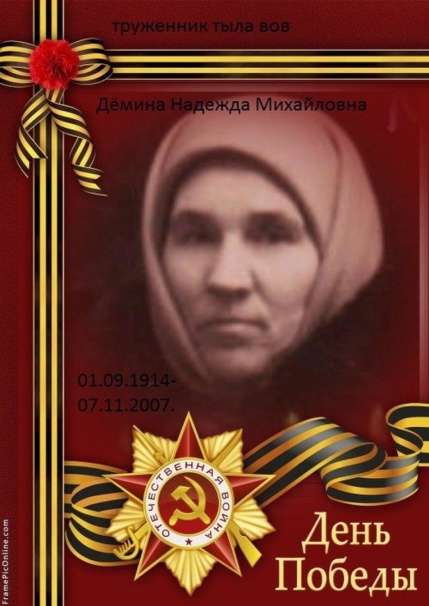 труженник тыла вов
Дёмина Надежда Михайловна
01.09.1914-
07.11.2007.
ОТЕЧЕСТВЕННАЯ ВОЙНА
День
Победы
FramePicOnline.com